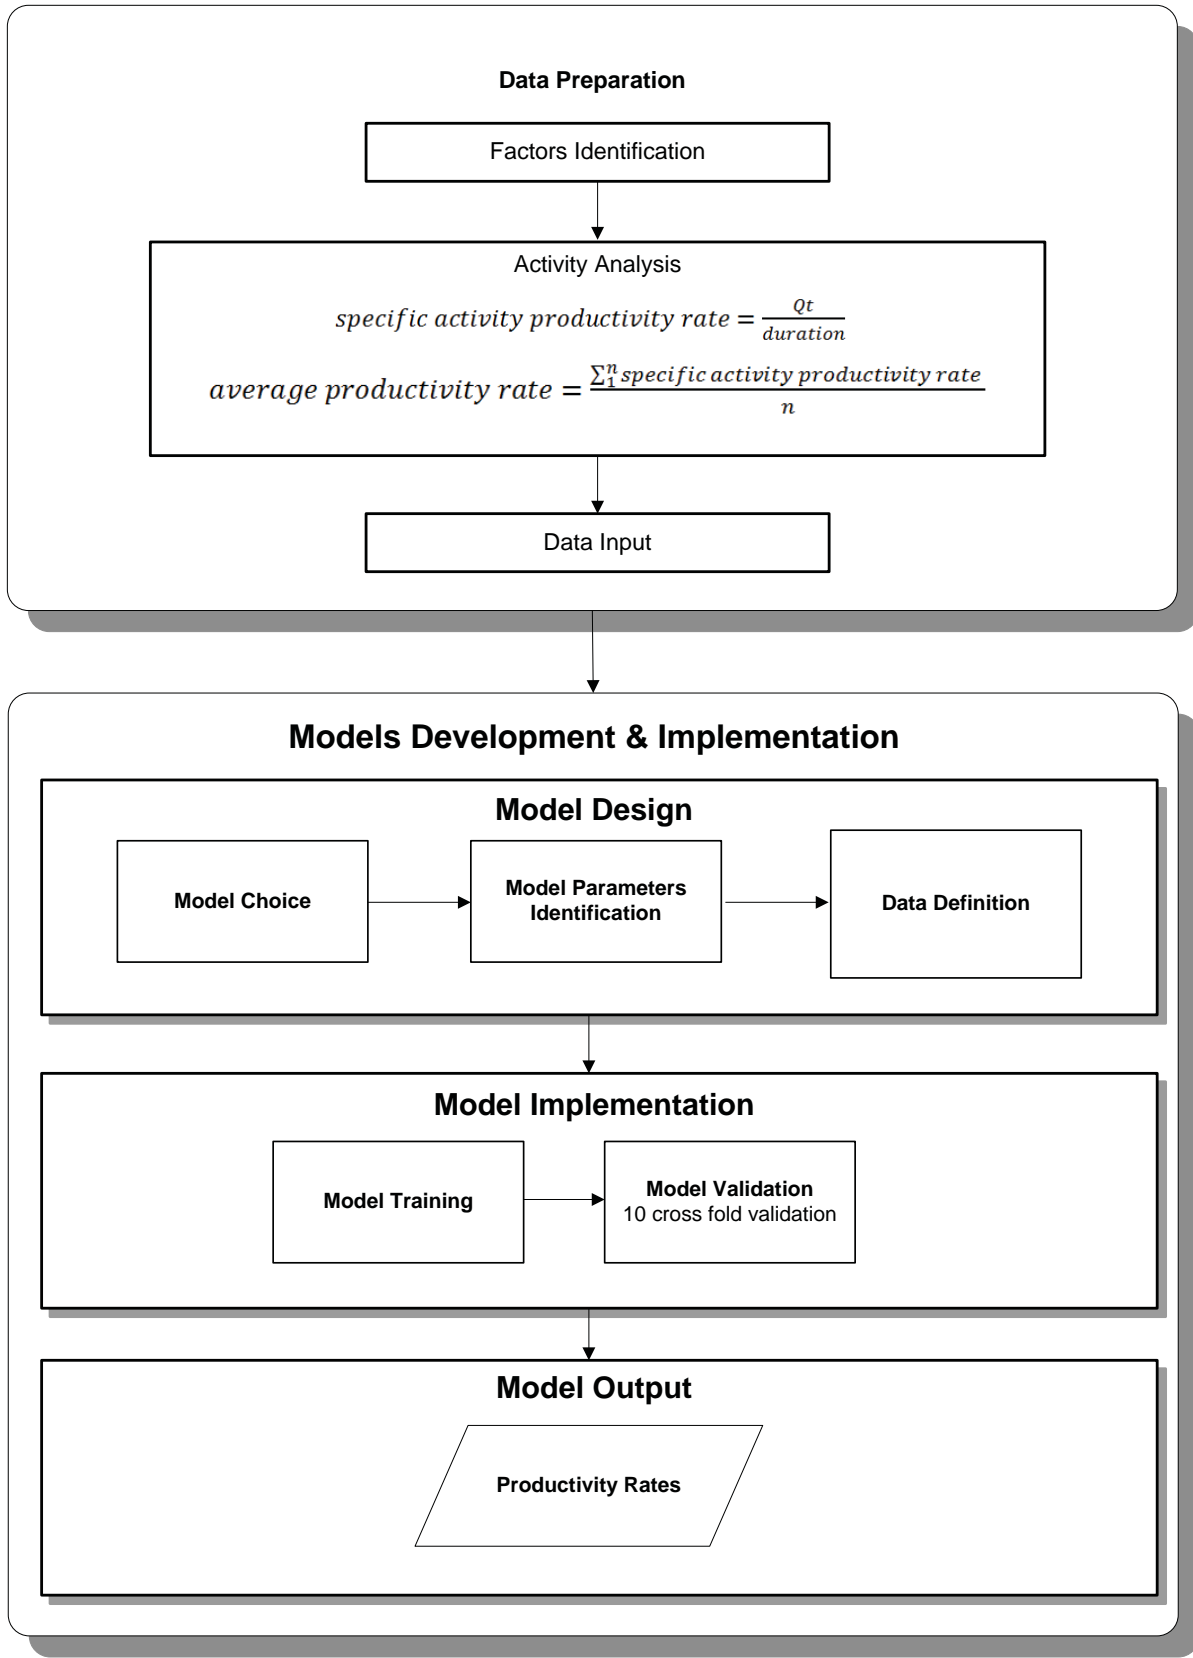 Data Preparation
Factors Identification
Activity Analysis
specific activity productivity rate = Qt / duration
average productivity rate = ∑₁ⁿ specific activity productivity rate / n
Data Input
Models Development & Implementation
Model Design
Model Choice
Model Parameters
Identification
Data Definition
Model Implementation
Model Training
Model Validation
10 cross fold validation
Model Output
Productivity Rates